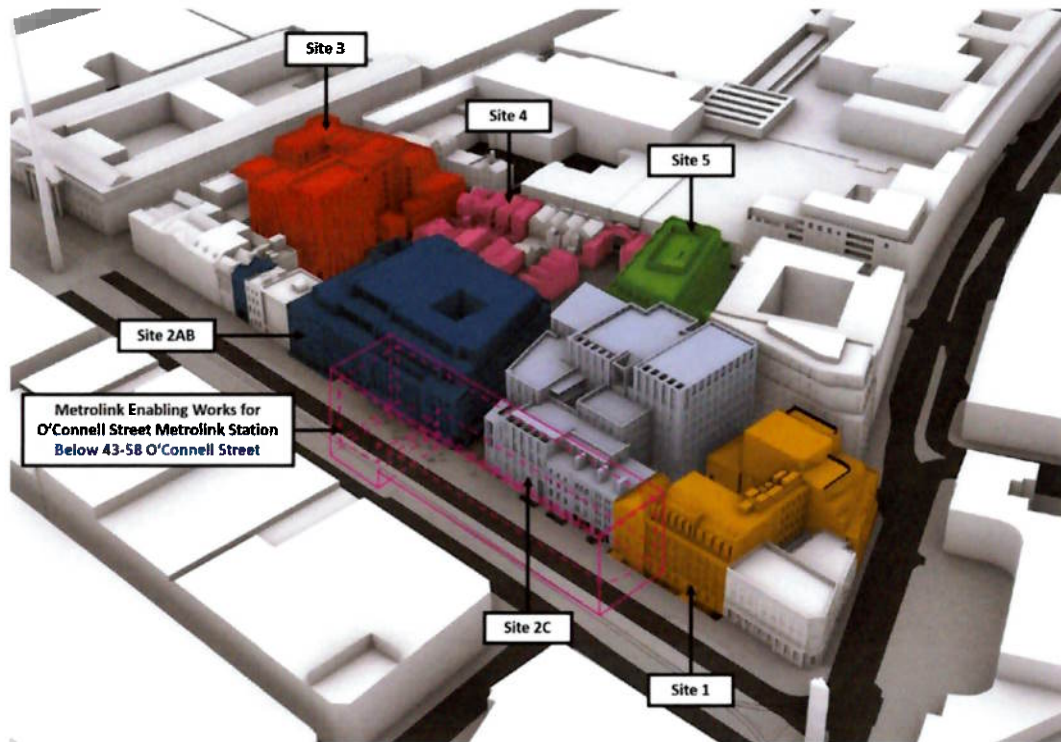 Site 3
Site 4
Site 5
Site 2AB
Metrolink Enabling Works for
O'Connell Street Metrolink Station
Below 43-58 O'Connell Street
Site 2C
Site 1